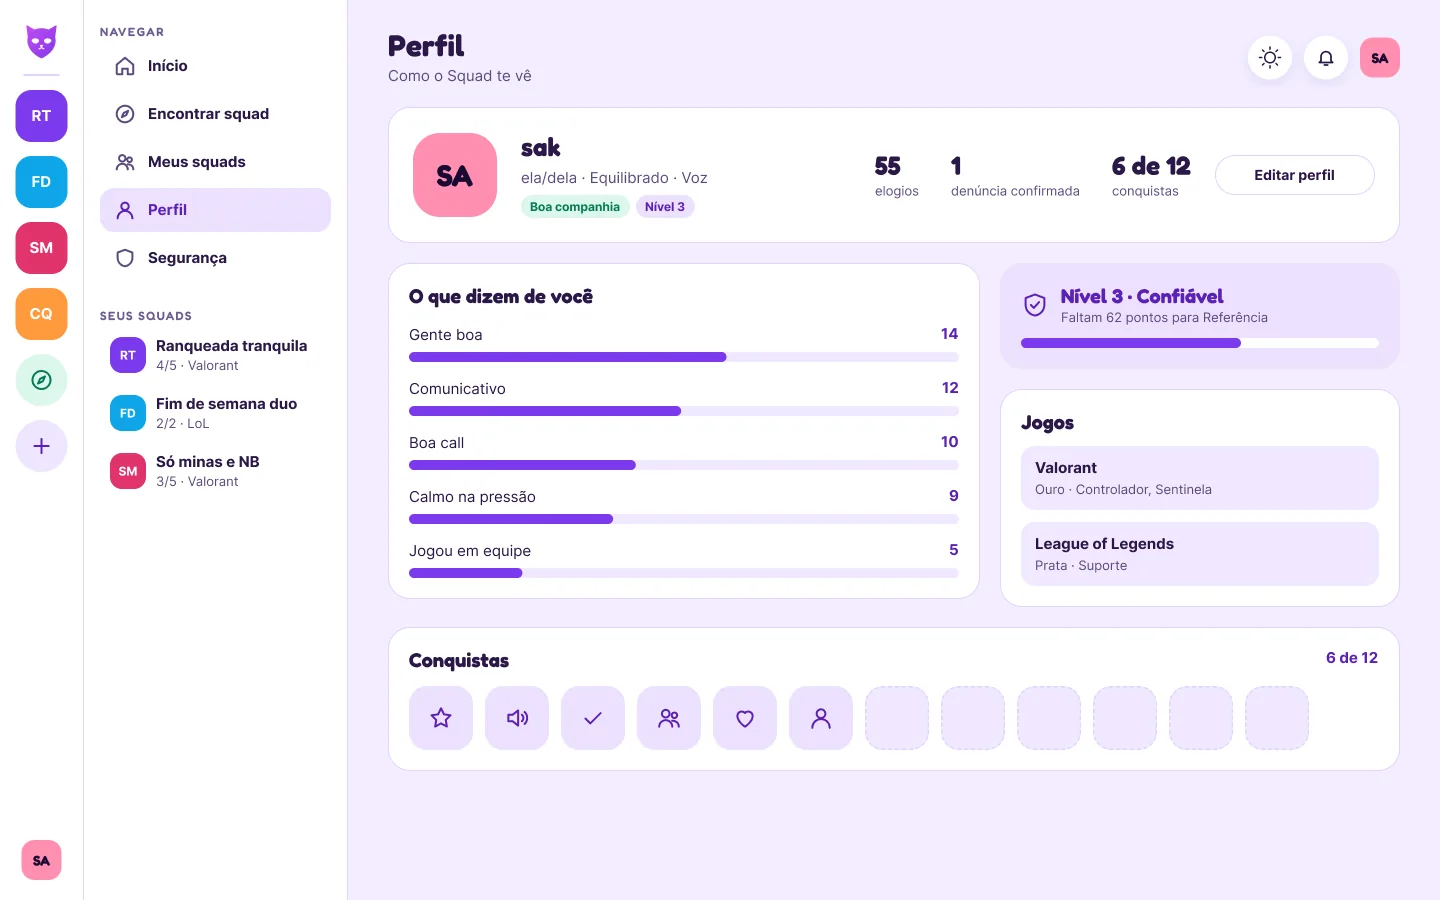 RT
FD
SM
CQ
SA
NAVEGAR
Início
Encontrar squad
Meus squads
Perfil
Segurança
SEUS SQUADS
RT
Ranqueada tranquila
4/5 · Valorant
FD
Fim de semana duo
2/2 · LoL
SM
Só minas e NB
3/5 · Valorant
Perfil
Como o Squad te vê
SA
SA
sak
ela/dela · Equilibrado · Voz
Boa companhia
Nível 3
55
elogios
1
denúncia confirmada
6 de 12
conquistas
Editar perfil
O que dizem de você
Gente boa 14
Comunicativo 12
Boa call 10
Calmo na pressão 9
Jogou em equipe 5
Nível 3 · Confiável
Faltam 62 pontos para Referência
Jogos
Valorant
Ouro · Controlador, Sentinela
League of Legends
Prata · Suporte
Conquistas 6 de 12